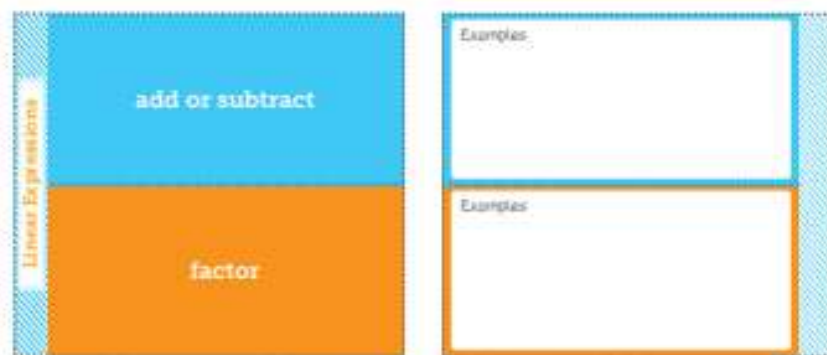 Linear Expressions
add or subtract
factor
Examples
Examples